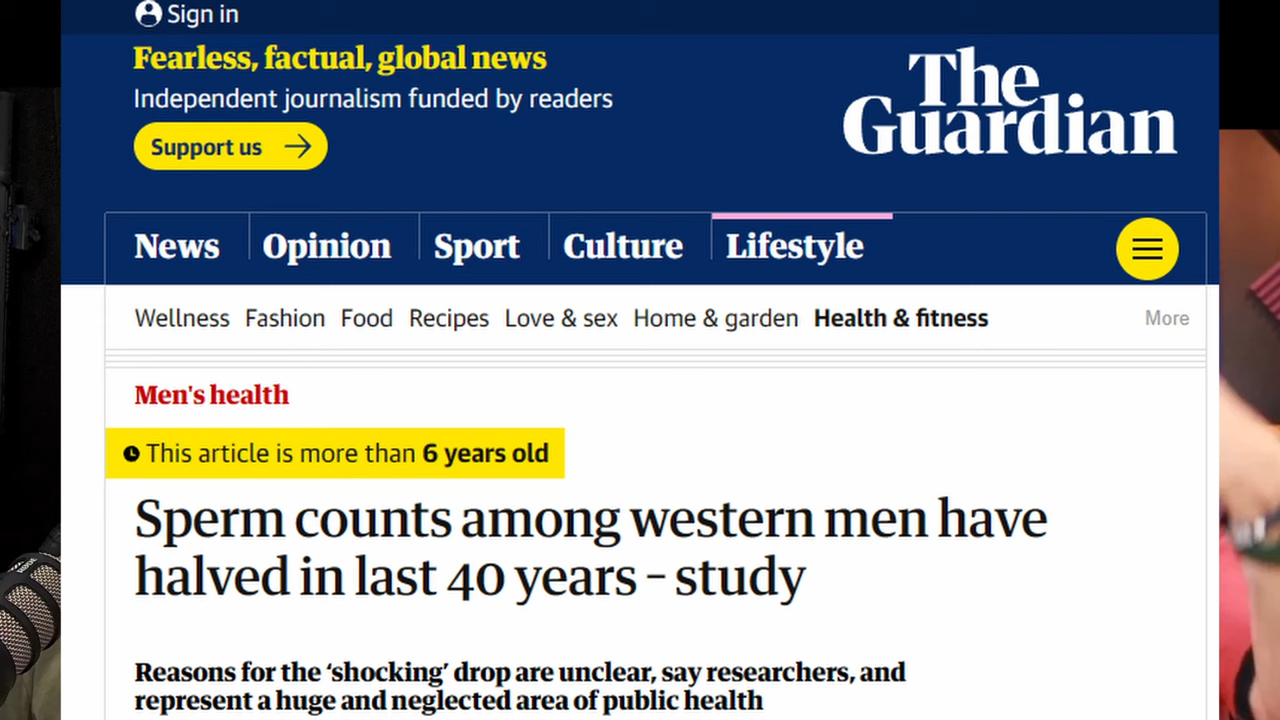 Sign in
Fearless, factual, global news
Independent journalism funded by readers
Support us
The
Guardian
News Opinion Sport Culture Lifestyle
Wellness Fashion Food Recipes Love & sex Home & garden Health & fitness More
Men's health
This article is more than 6 years old
Sperm counts among western men have
halved in last 40 years – study
Reasons for the ‘shocking’ drop are unclear, say researchers, and
represent a huge and neglected area of public health
RODE